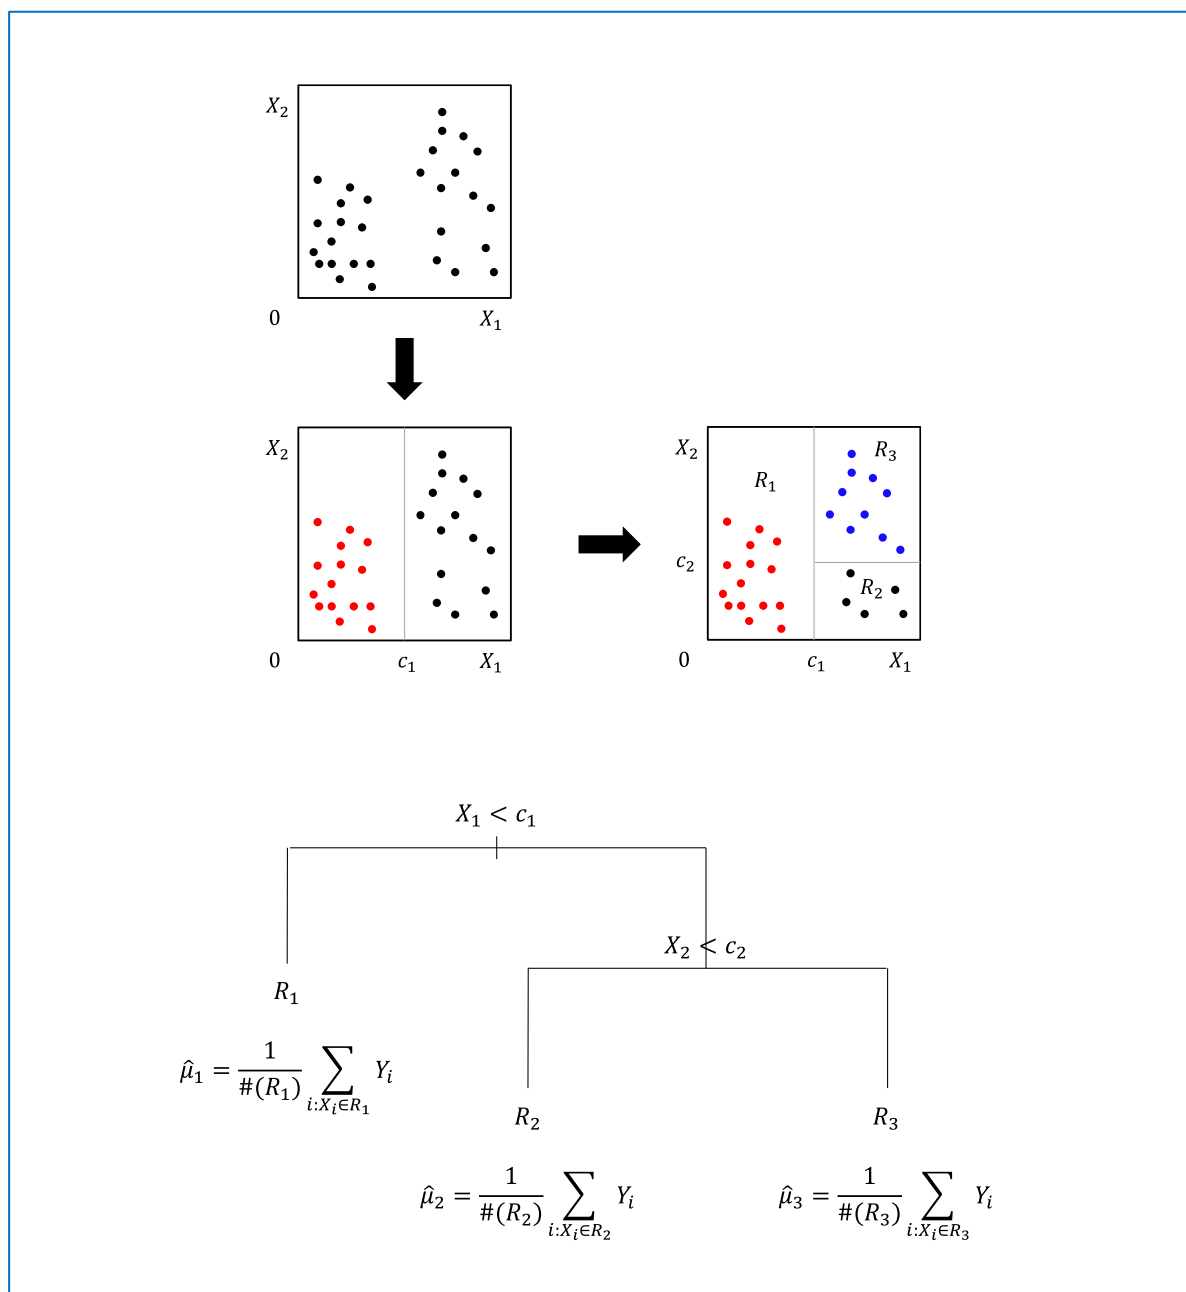 X₂
0 X₁
X₂
0 c₁ X₁
X₂
R₁
R₃
c₂
R₂
0 c₁ X₁
X₁ < c₁
X₂ < c₂
R₁
μ̂₁ = 1/#(R₁) ∑_{i:Xᵢ∈R₁} Yᵢ
R₂
μ̂₂ = 1/#(R₂) ∑_{i:Xᵢ∈R₂} Yᵢ
R₃
μ̂₃ = 1/#(R₃) ∑_{i:Xᵢ∈R₃} Yᵢ